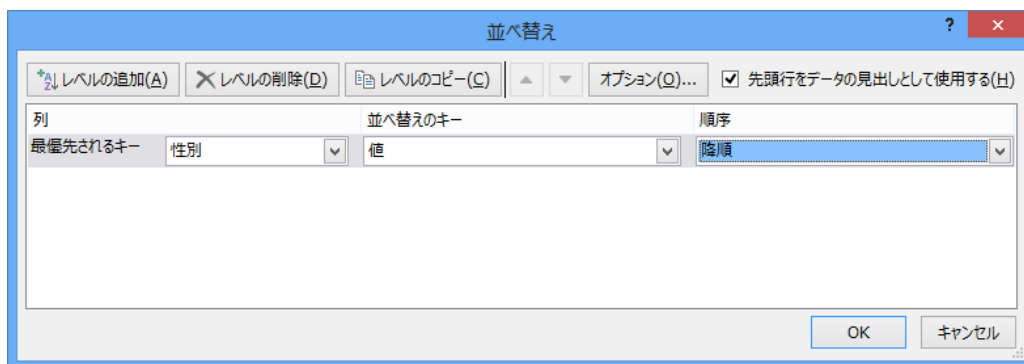 並べ替え
? ×
レベルの追加(A) レベルの削除(D) レベルのコピー(C) オプション(O)... 先頭行をデータの見出しとして使用する(H)
列 並べ替えのキー 順序
最優先されるキー 性別 値 降順
OK キャンセル